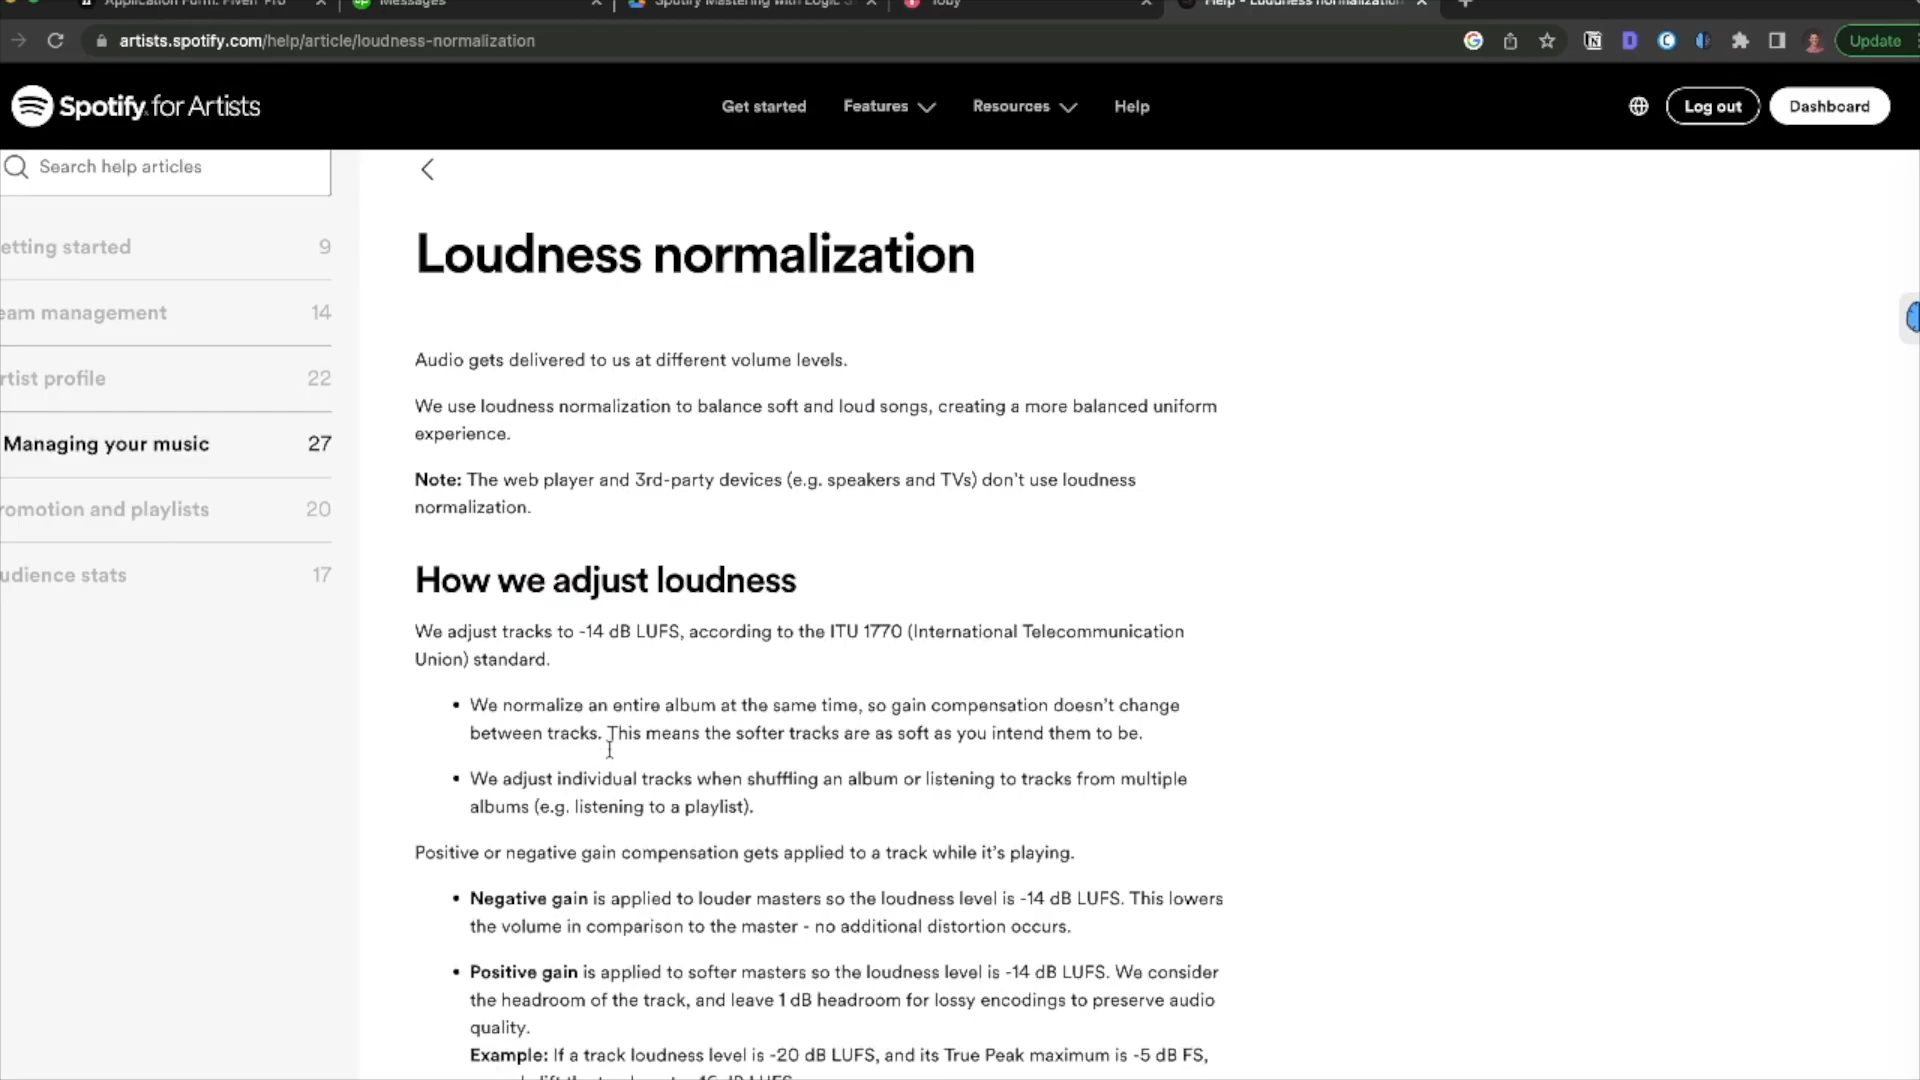 Messages
Spotify Mastering with Logic S
Toby
artists.spotify.com/help/article/loudness-normalization
Update
Spotify for Artists
Get started
Features
Resources
Help
Log out
Dashboard
Search help articles
etting started 9
eam management 14
rtist profile 22
Managing your music 27
romotion and playlists 20
udience stats 17
Loudness normalization
Audio gets delivered to us at different volume levels.
We use loudness normalization to balance soft and loud songs, creating a more balanced uniform
experience.
Note: The web player and 3rd-party devices (e.g. speakers and TVs) don't use loudness
normalization.
How we adjust loudness
We adjust tracks to -14 dB LUFS, according to the ITU 1770 (International Telecommunication
Union) standard.
• We normalize an entire album at the same time, so gain compensation doesn't change
between tracks. This means the softer tracks are as soft as you intend them to be.
• We adjust individual tracks when shuffling an album or listening to tracks from multiple
albums (e.g. listening to a playlist).
Positive or negative gain compensation gets applied to a track while it's playing.
• Negative gain is applied to louder masters so the loudness level is -14 dB LUFS. This lowers
the volume in comparison to the master - no additional distortion occurs.
• Positive gain is applied to softer masters so the loudness level is -14 dB LUFS. We consider
the headroom of the track, and leave 1 dB headroom for lossy encodings to preserve audio
quality.
Example: If a track loudness level is -20 dB LUFS, and its True Peak maximum is -5 dB FS,